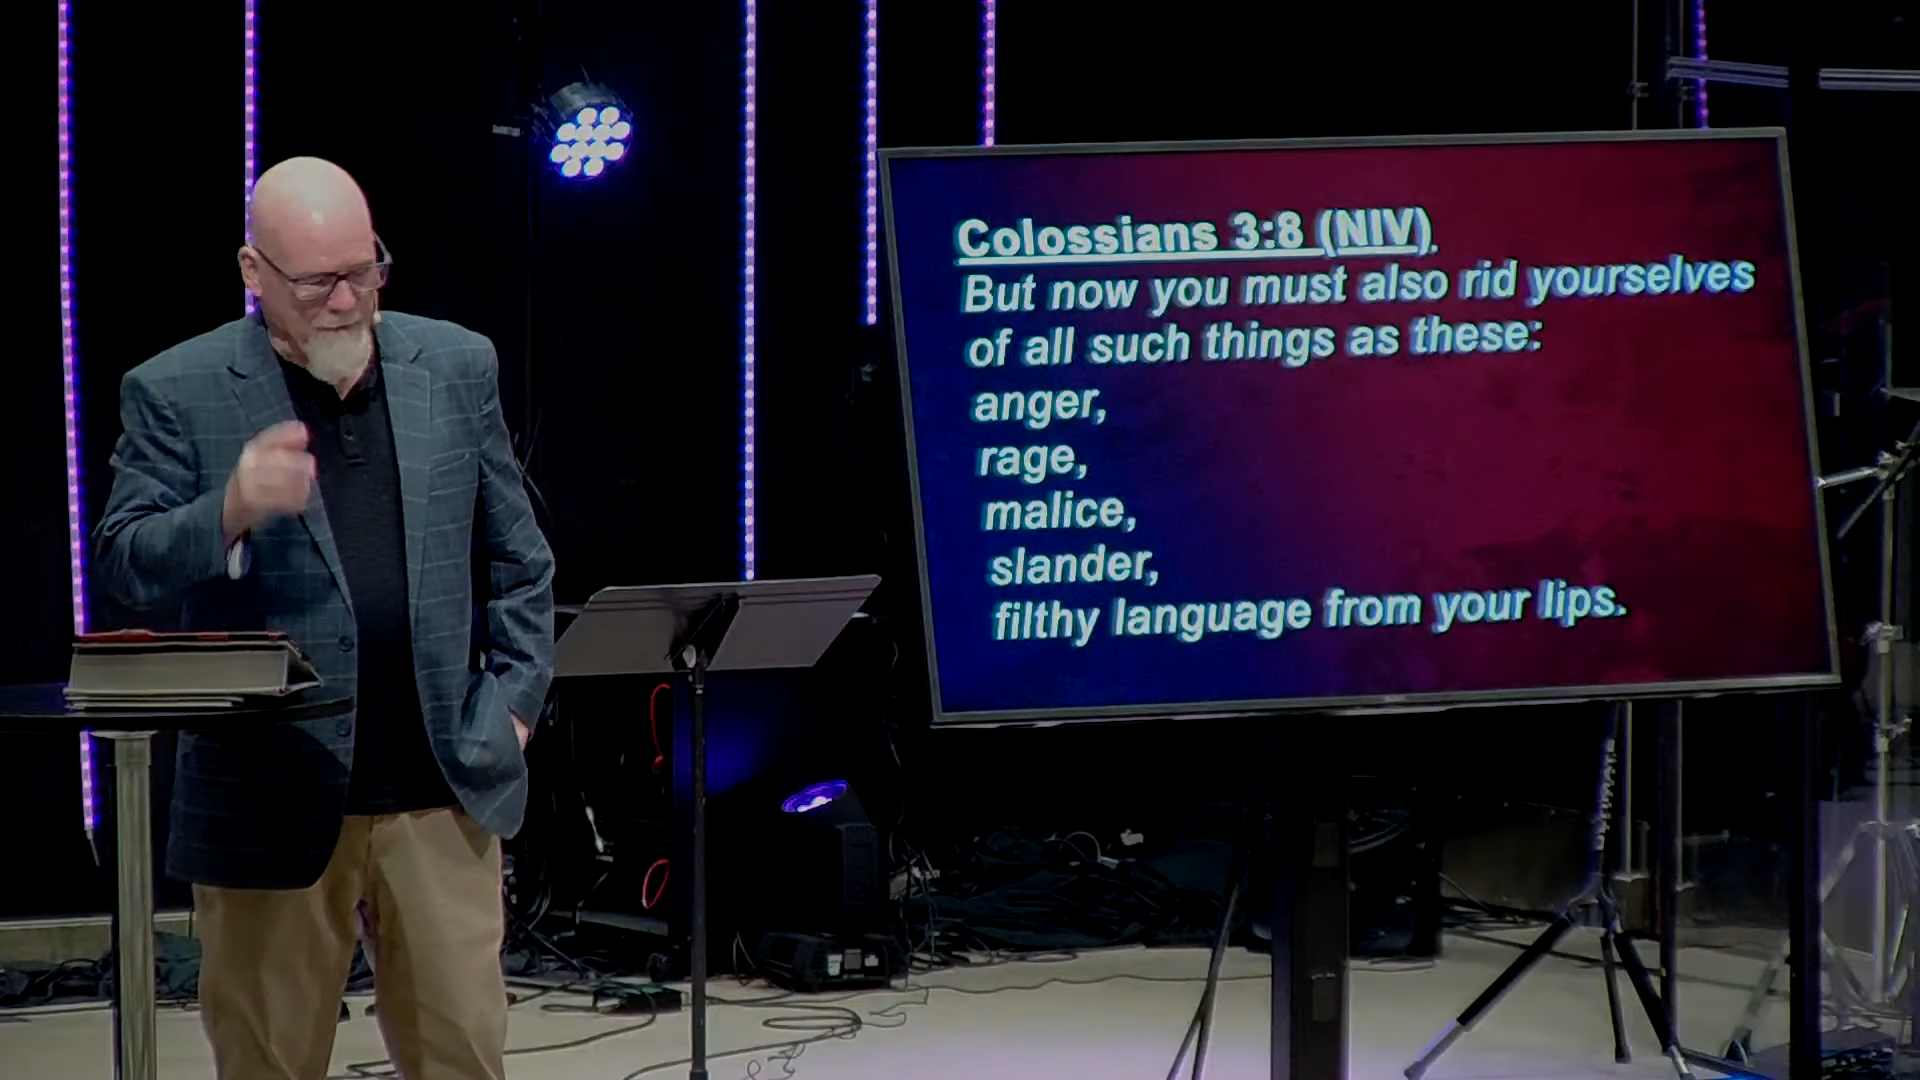 Colossians 3:8 (NIV).
But now you must also rid yourselves
of all such things as these:
anger,
rage,
malice,
slander,
filthy language from your lips.